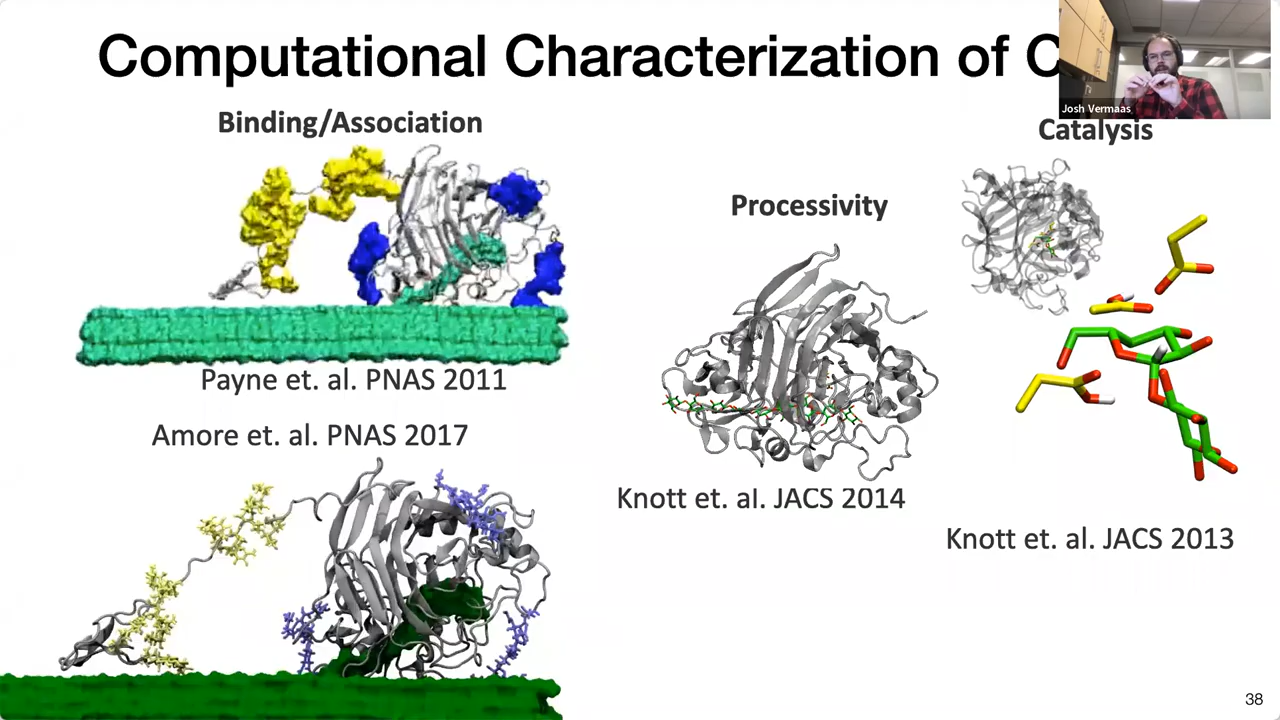 Computational Characterization of C
Josh Vermaas
Binding/Association
Catalysis
Processivity
Payne et. al. PNAS 2011
Amore et. al. PNAS 2017
Knott et. al. JACS 2014
Knott et. al. JACS 2013
38